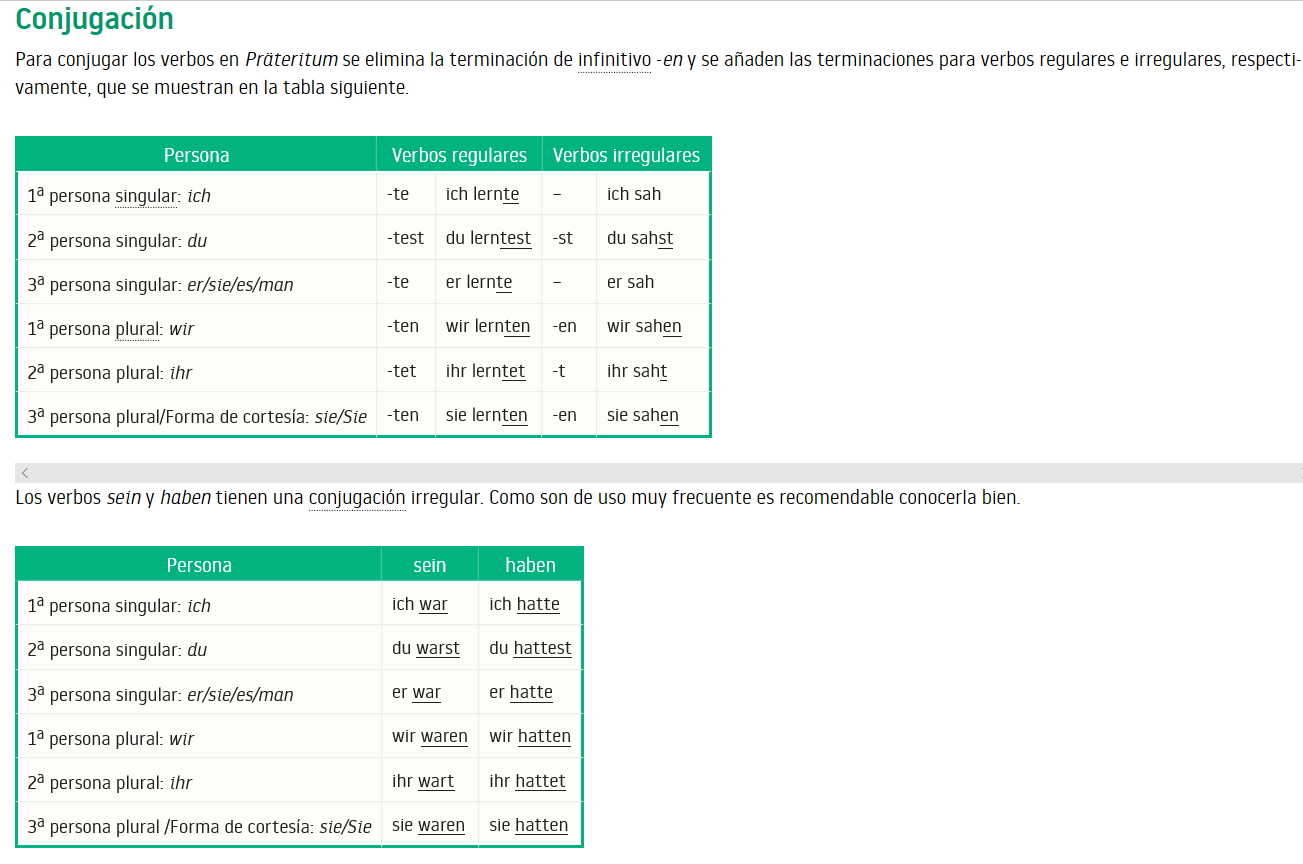 Conjugación
Para conjugar los verbos en Präteritum se elimina la terminación de infinitivo -en y se añaden las terminaciones para verbos regulares e irregulares, respecti-
vamente, que se muestran en la tabla siguiente.
Persona Verbos regulares Verbos irregulares
1ª persona singular: ich -te ich lernte – ich sah
2ª persona singular: du -test du lerntest -st du sahst
3ª persona singular: er/sie/es/man -te er lernte – er sah
1ª persona plural: wir -ten wir lernten -en wir sahen
2ª persona plural: ihr -tet ihr lerntet -t ihr saht
3ª persona plural/Forma de cortesía: sie/Sie -ten sie lernten -en sie sahen
Los verbos sein y haben tienen una conjugación irregular. Como son de uso muy frecuente es recomendable conocerla bien.
Persona sein haben
1ª persona singular: ich ich war ich hatte
2ª persona singular: du du warst du hattest
3ª persona singular: er/sie/es/man er war er hatte
1ª persona plural: wir wir waren wir hatten
2ª persona plural: ihr ihr wart ihr hattet
3ª persona plural /Forma de cortesía: sie/Sie sie waren sie hatten